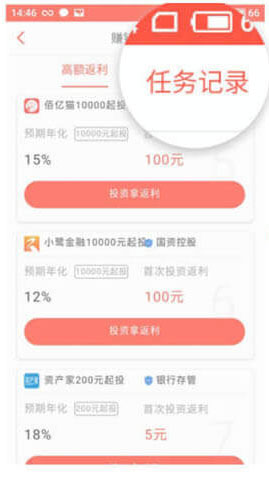 14:46
66
6
赚
任务记录
高额返利
佰亿猫10000起投
预期年化 10000元起投
15% 100元
投资拿返利
小鹭金融10000元起投 国资控股
预期年化 10000元起投 首次投资返利
12% 100元
投资拿返利
资产家200元起投 银行存管
预期年化 200元起投 首次投资返利
18% 5元